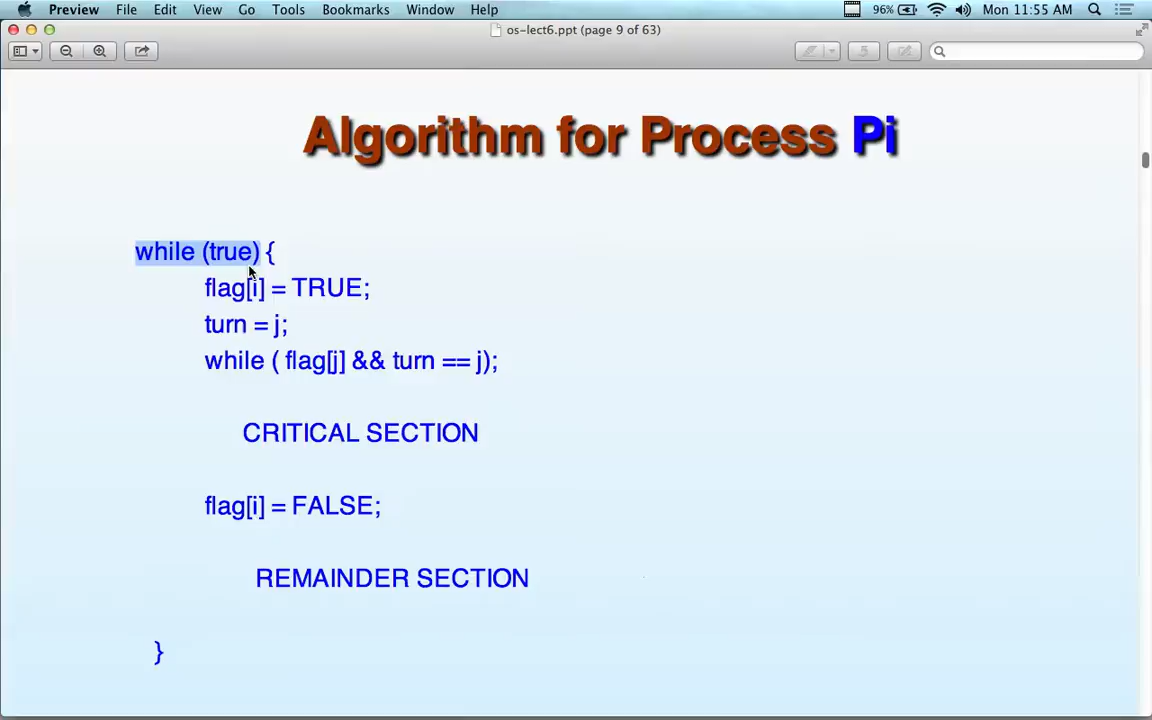 Preview File Edit View Go Tools Bookmarks Window Help 96% Mon 11:55 AM
os-lect6.ppt (page 9 of 63)
Algorithm for Process Pi
while (true) {
flag[i] = TRUE;
turn = j;
while ( flag[j] && turn == j);
CRITICAL SECTION
flag[i] = FALSE;
REMAINDER SECTION
}